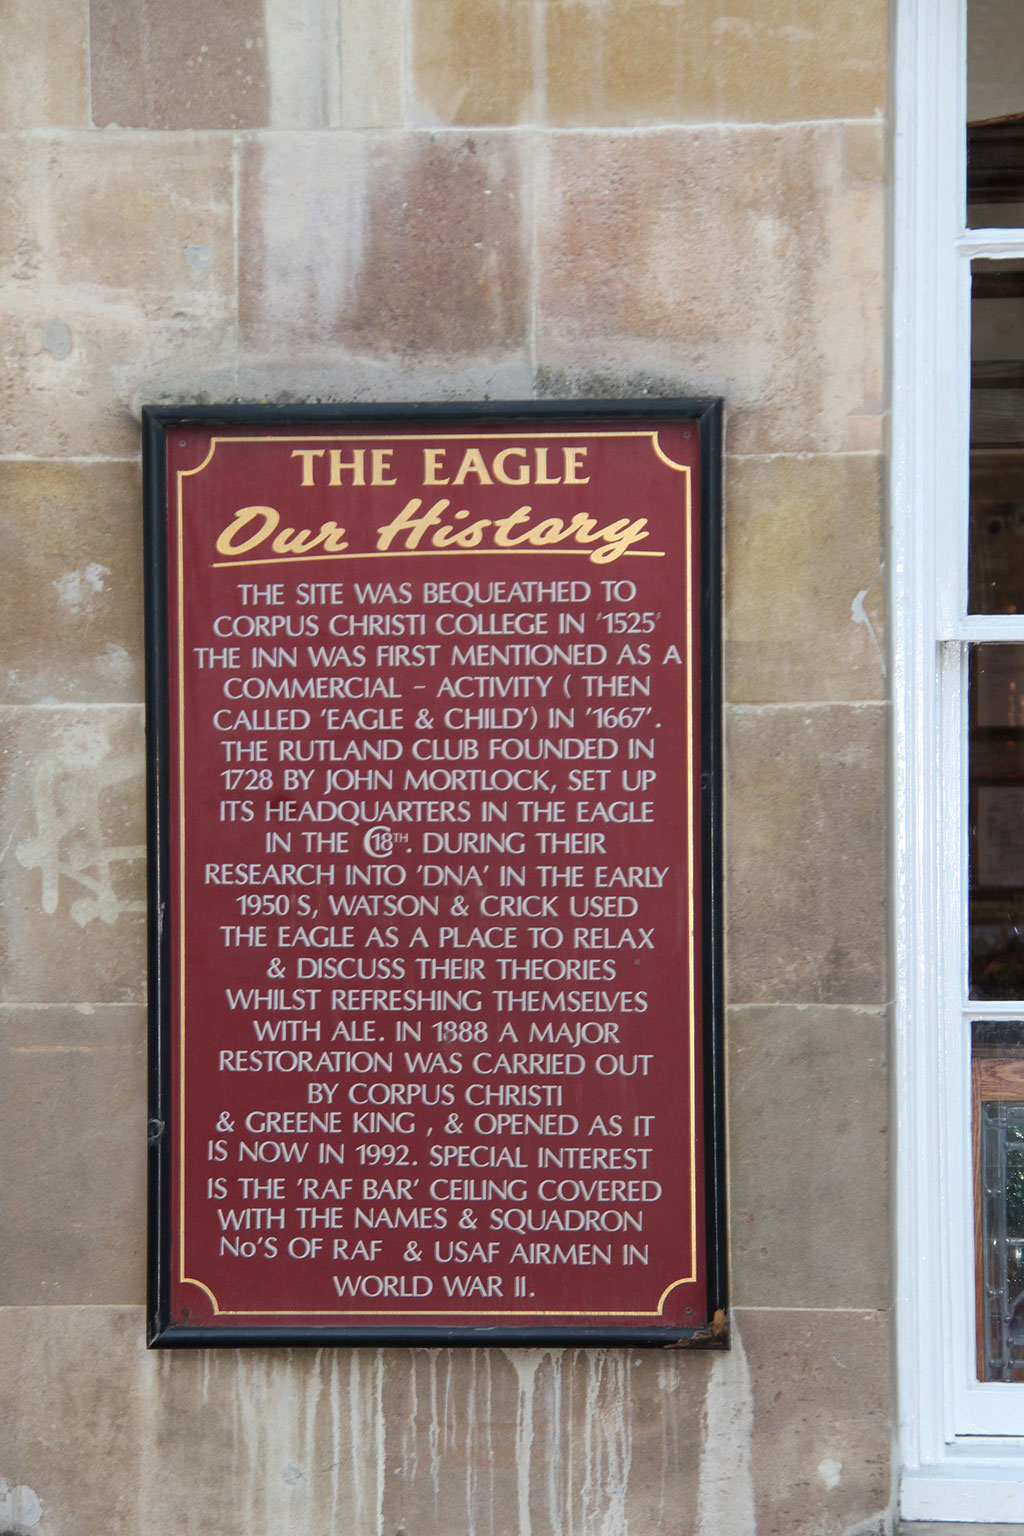 THE EAGLE
Our History
THE SITE WAS BEQUEATHED TO
CORPUS CHRISTI COLLEGE IN '1525'
THE INN WAS FIRST MENTIONED AS A
COMMERCIAL - ACTIVITY ( THEN
CALLED 'EAGLE & CHILD') IN '1667'.
THE RUTLAND CLUB FOUNDED IN
1728 BY JOHN MORTLOCK, SET UP
ITS HEADQUARTERS IN THE EAGLE
IN THE C18TH. DURING THEIR
RESEARCH INTO 'DNA' IN THE EARLY
1950'S, WATSON & CRICK USED
THE EAGLE AS A PLACE TO RELAX
& DISCUSS THEIR THEORIES
WHILST REFRESHING THEMSELVES
WITH ALE. IN 1888 A MAJOR
RESTORATION WAS CARRIED OUT
BY CORPUS CHRISTI
& GREENE KING , & OPENED AS IT
IS NOW IN 1992. SPECIAL INTEREST
IS THE 'RAF BAR' CEILING COVERED
WITH THE NAMES & SQUADRON
No'S OF RAF & USAF AIRMEN IN
WORLD WAR II.